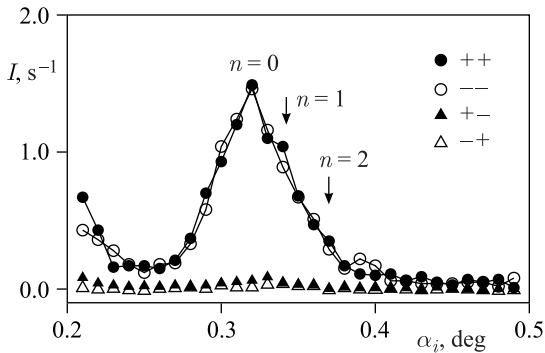 2.0
I, s⁻¹
1.0
0.0
n = 0
n = 1
n = 2
++
−−
+−
−+
0.2 0.3 0.4 0.5
αᵢ, deg